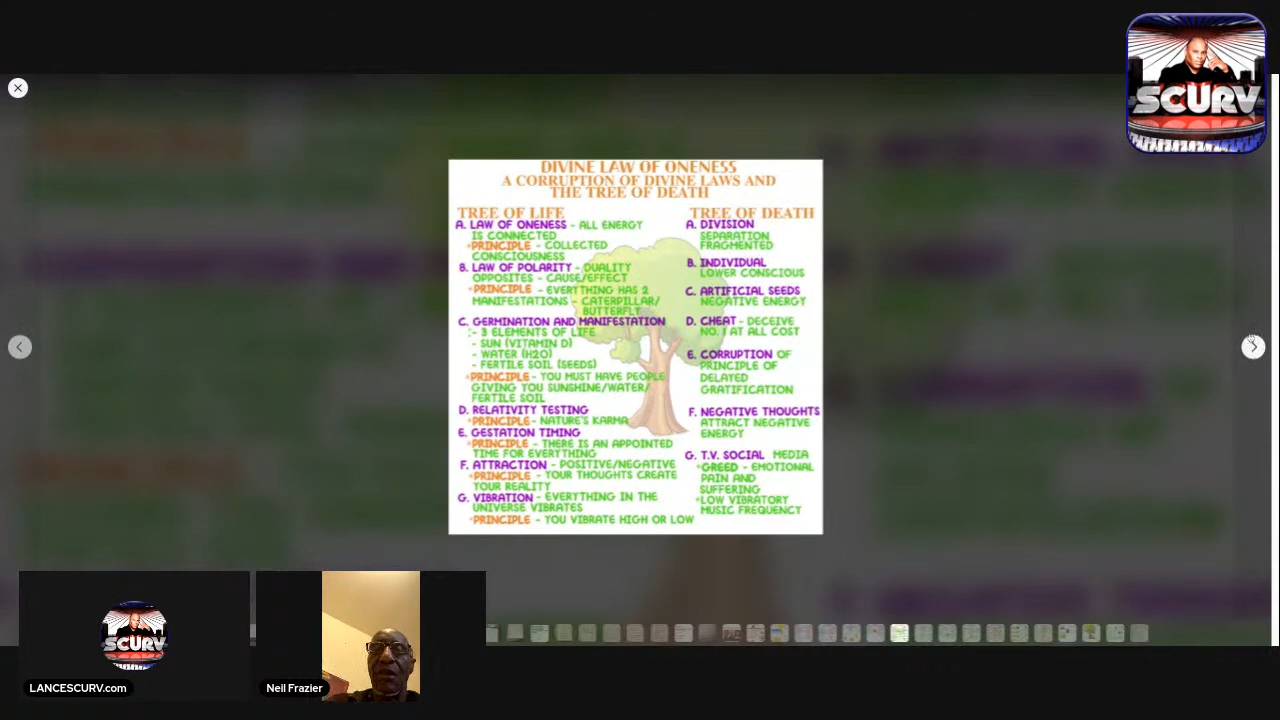 SCURV
DIVINE LAW OF ONENESS
A CORRUPTION OF DIVINE LAWS AND
THE TREE OF DEATH
TREE OF LIFE
A. LAW OF ONENESS - ALL ENERGY
IS CONNECTED
*PRINCIPLE - COLLECTED
CONSCIOUSNESS
B. LAW OF POLARITY - DUALITY
OPPOSITES - CAUSE/EFFECT
*PRINCIPLE - EVERYTHING HAS 2
MANIFESTATIONS - CATERPILLAR/
BUTTERFLY
C. GERMINATION AND MANIFESTATION
:- 3 ELEMENTS OF LIFE
- SUN (VITAMIN D)
- WATER (H2O)
- FERTILE SOIL (SEEDS)
*PRINCIPLE - YOU MUST HAVE PEOPLE
GIVING YOU SUNSHINE/WATER/
FERTILE SOIL
D. RELATIVITY TESTING
*PRINCIPLE - NATURE'S KARMA
E. GESTATION TIMING
*PRINCIPLE - THERE IS AN APPOINTED
TIME FOR EVERYTHING
F. ATTRACTION - POSITIVE/NEGATIVE
*PRINCIPLE - YOUR THOUGHTS CREATE
YOUR REALITY
G. VIBRATION - EVERYTHING IN THE
UNIVERSE VIBRATES
*PRINCIPLE - YOU VIBRATE HIGH OR LOW
TREE OF DEATH
A. DIVISION
SEPARATION
FRAGMENTED
B. INDIVIDUAL
LOWER CONSCIOUS
C. ARTIFICIAL SEEDS
NEGATIVE ENERGY
D. CHEAT - DECEIVE
NO. 1 AT ALL COST
E. CORRUPTION OF
PRINCIPLE OF
DELAYED
GRATIFICATION
F. NEGATIVE THOUGHTS
ATTRACT NEGATIVE
ENERGY
G. T.V. SOCIAL MEDIA
*GREED - EMOTIONAL
PAIN AND
SUFFERING
*LOW VIBRATORY
MUSIC FREQUENCY
SCURV
LANCESCURV.com
Neil Frazier